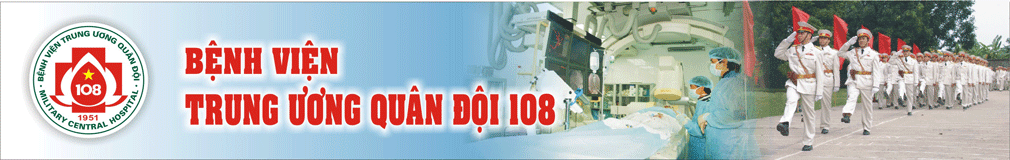 BỆNH VIỆN TRUNG ƯƠNG QUÂN ĐỘI
108
1951
MILITARY CENTRAL HOSPITAL
BỆNH VIỆN
TRUNG ƯƠNG QUÂN ĐỘI 108